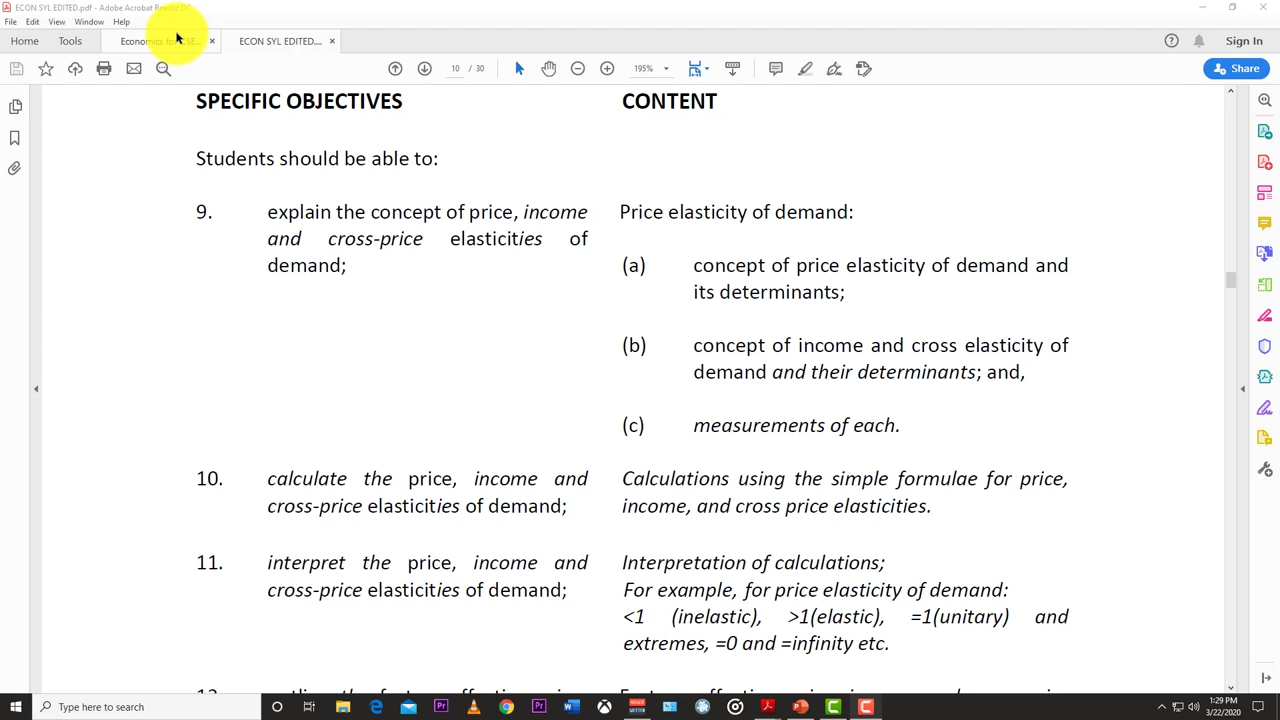 ECON SYL EDITED.pdf - Adobe Acrobat Reader DC
File Edit View Window Help
Home Tools Economics for CSE... × ECON SYL EDITED.... × Sign In
10 / 30 195% Share
SPECIFIC OBJECTIVES CONTENT
Students should be able to:
9. explain the concept of price, income Price elasticity of demand:
and cross-price elasticities of
demand; (a) concept of price elasticity of demand and
its determinants;
(b) concept of income and cross elasticity of
demand and their determinants; and,
(c) measurements of each.
10. calculate the price, income and Calculations using the simple formulae for price,
cross-price elasticities of demand; income, and cross price elasticities.
11. interpret the price, income and Interpretation of calculations;
cross-price elasticities of demand; For example, for price elasticity of demand:
<1 (inelastic), >1(elastic), =1(unitary) and
extremes, =0 and =infinity etc.
Type here to search
1:29 PM
3/22/2020